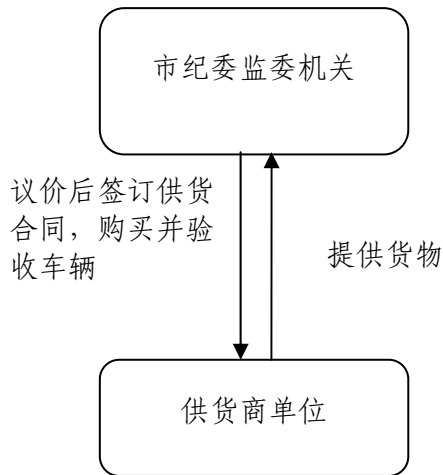 市纪委监委机关
议价后签订供货
合同，购买并验
收车辆
提供货物
供货商单位